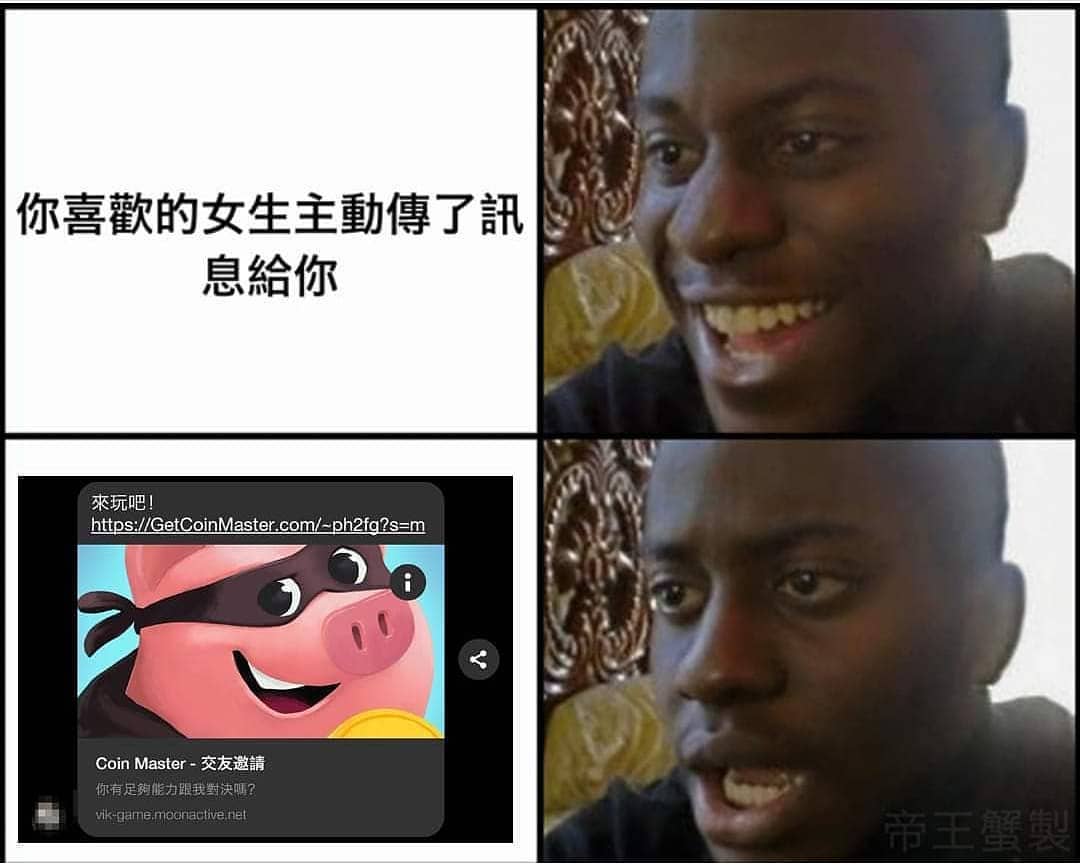 你喜歡的女生主動傳了訊
息給你
來玩吧！
https://GetCoinMaster.com/~ph2fg?s=m
Coin Master - 交友邀請
你有足夠能力跟我對決嗎?
vik-game.moonactive.net
帝王蟹製